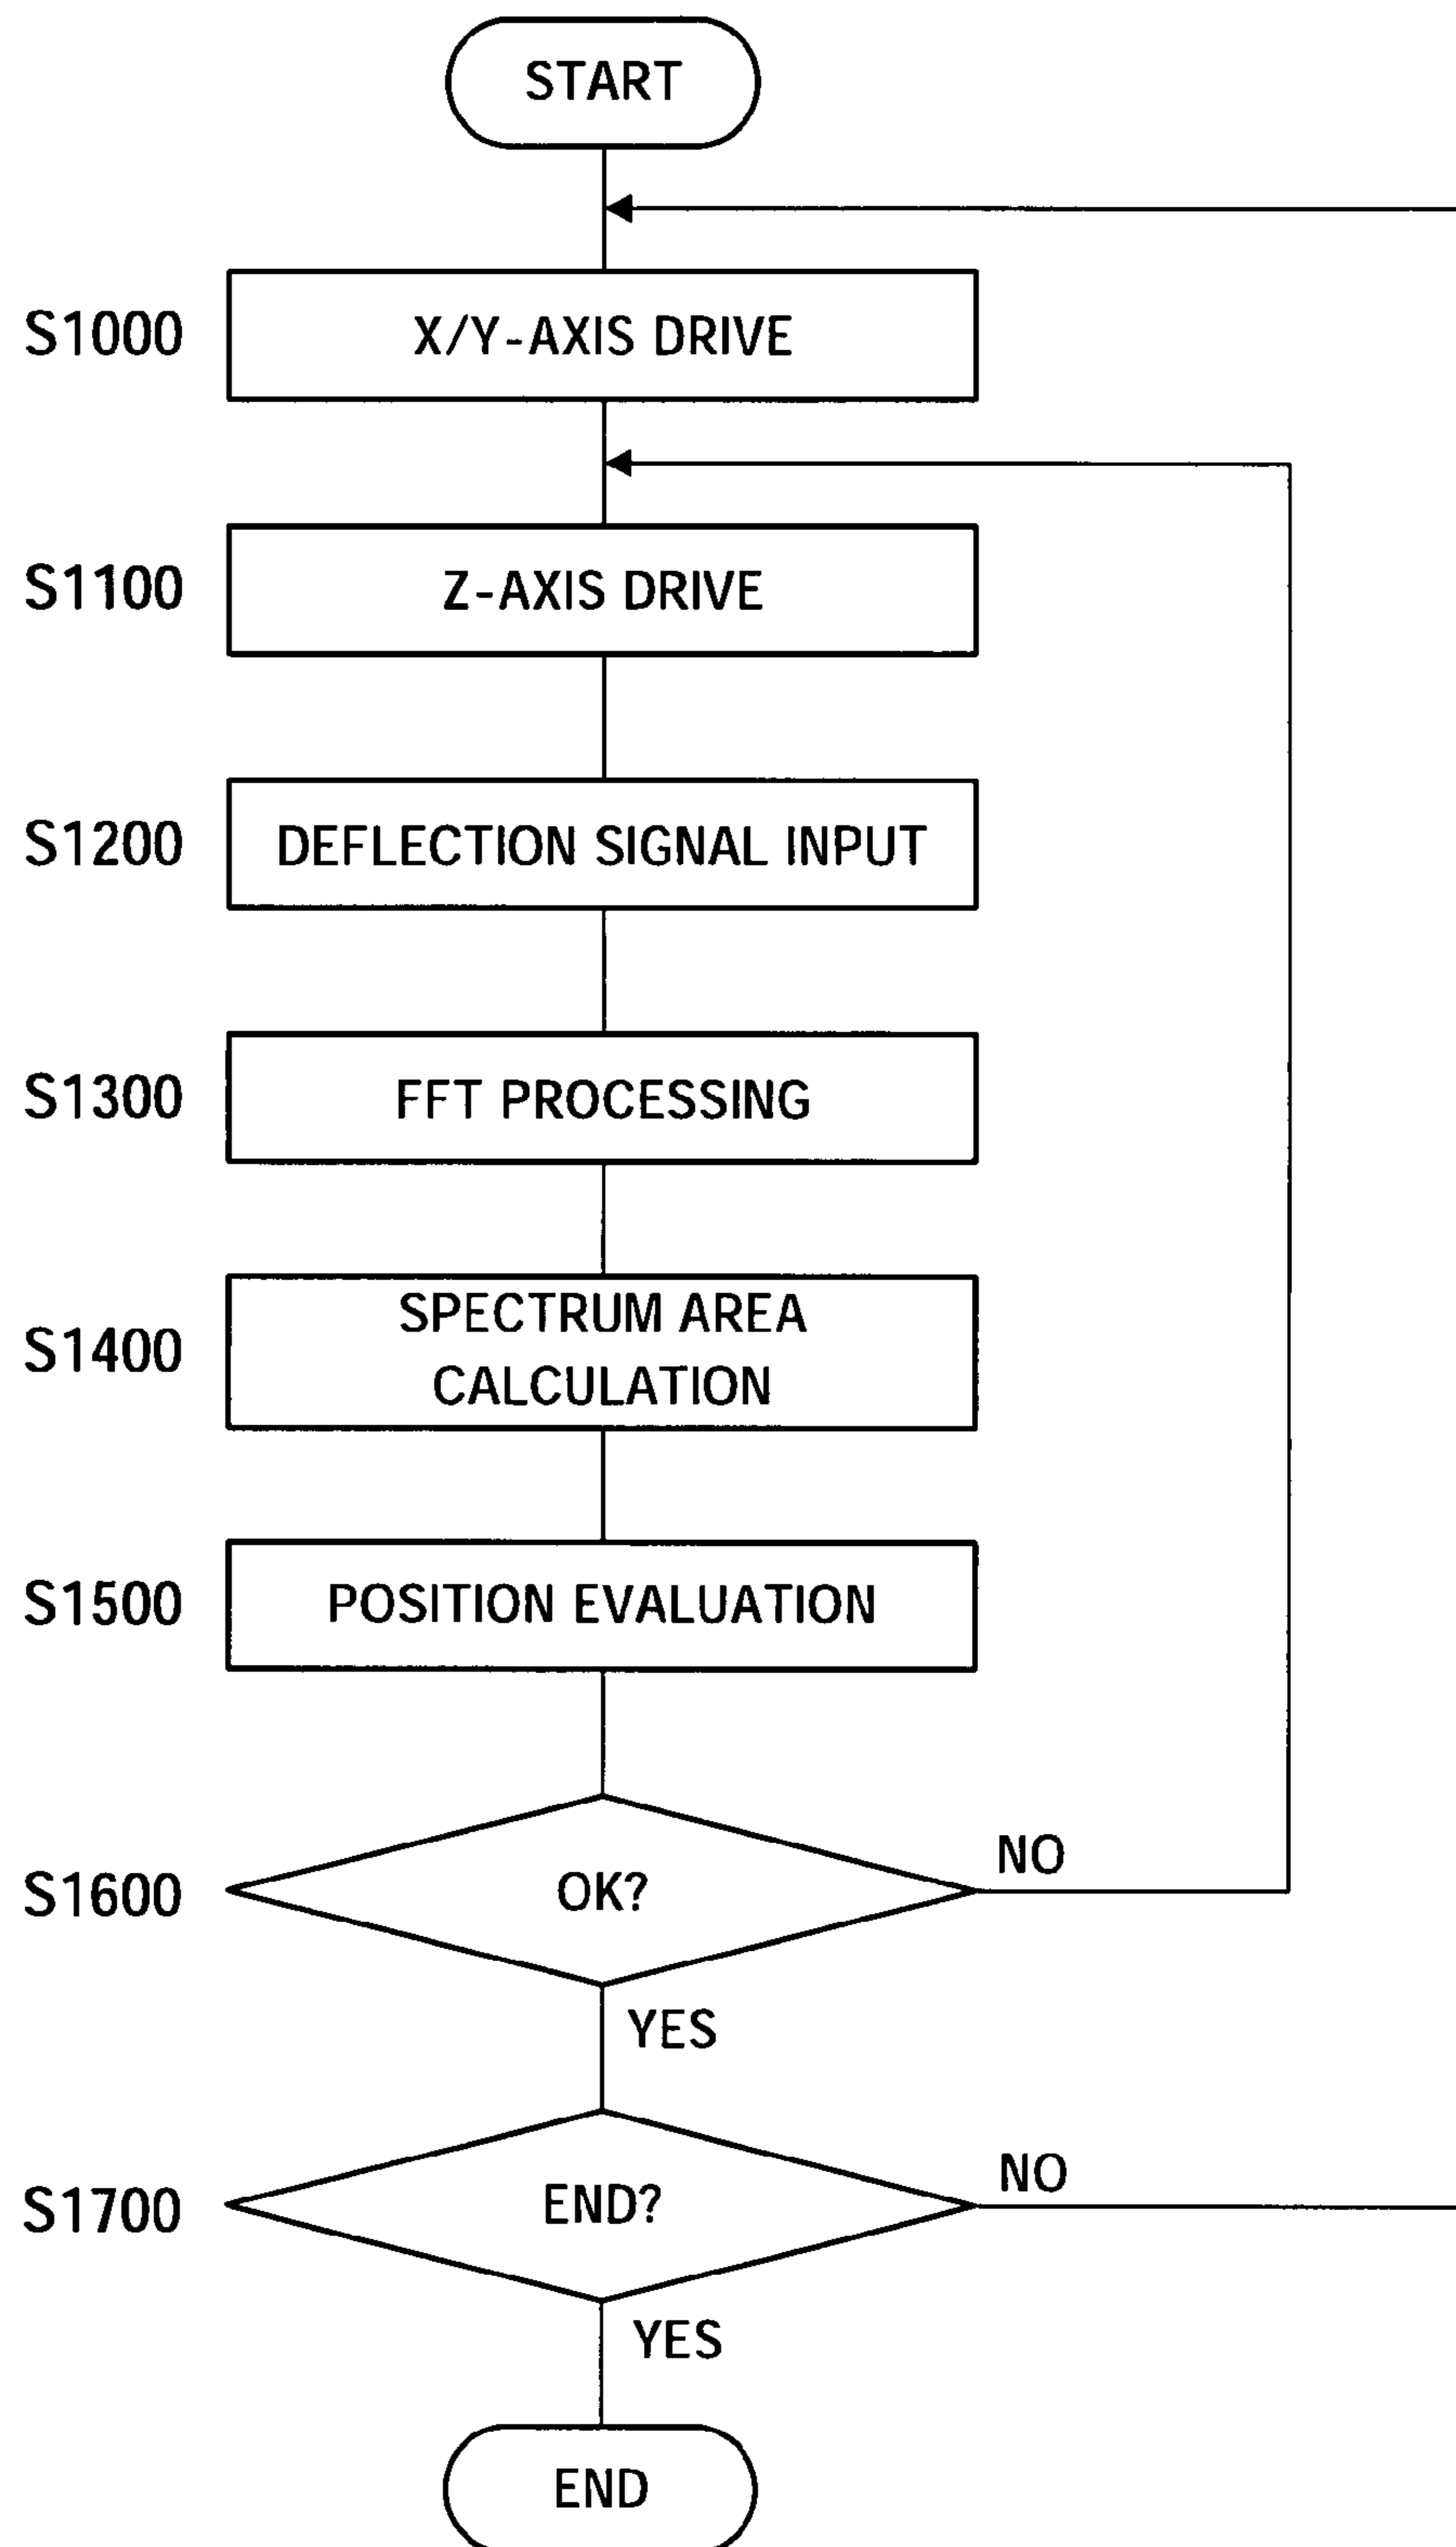 START
S1000
X/Y-AXIS DRIVE
S1100
Z-AXIS DRIVE
S1200
DEFLECTION SIGNAL INPUT
S1300
FFT PROCESSING
S1400
SPECTRUM AREA
CALCULATION
S1500
POSITION EVALUATION
S1600
OK?
NO
YES
S1700
END?
NO
YES
END